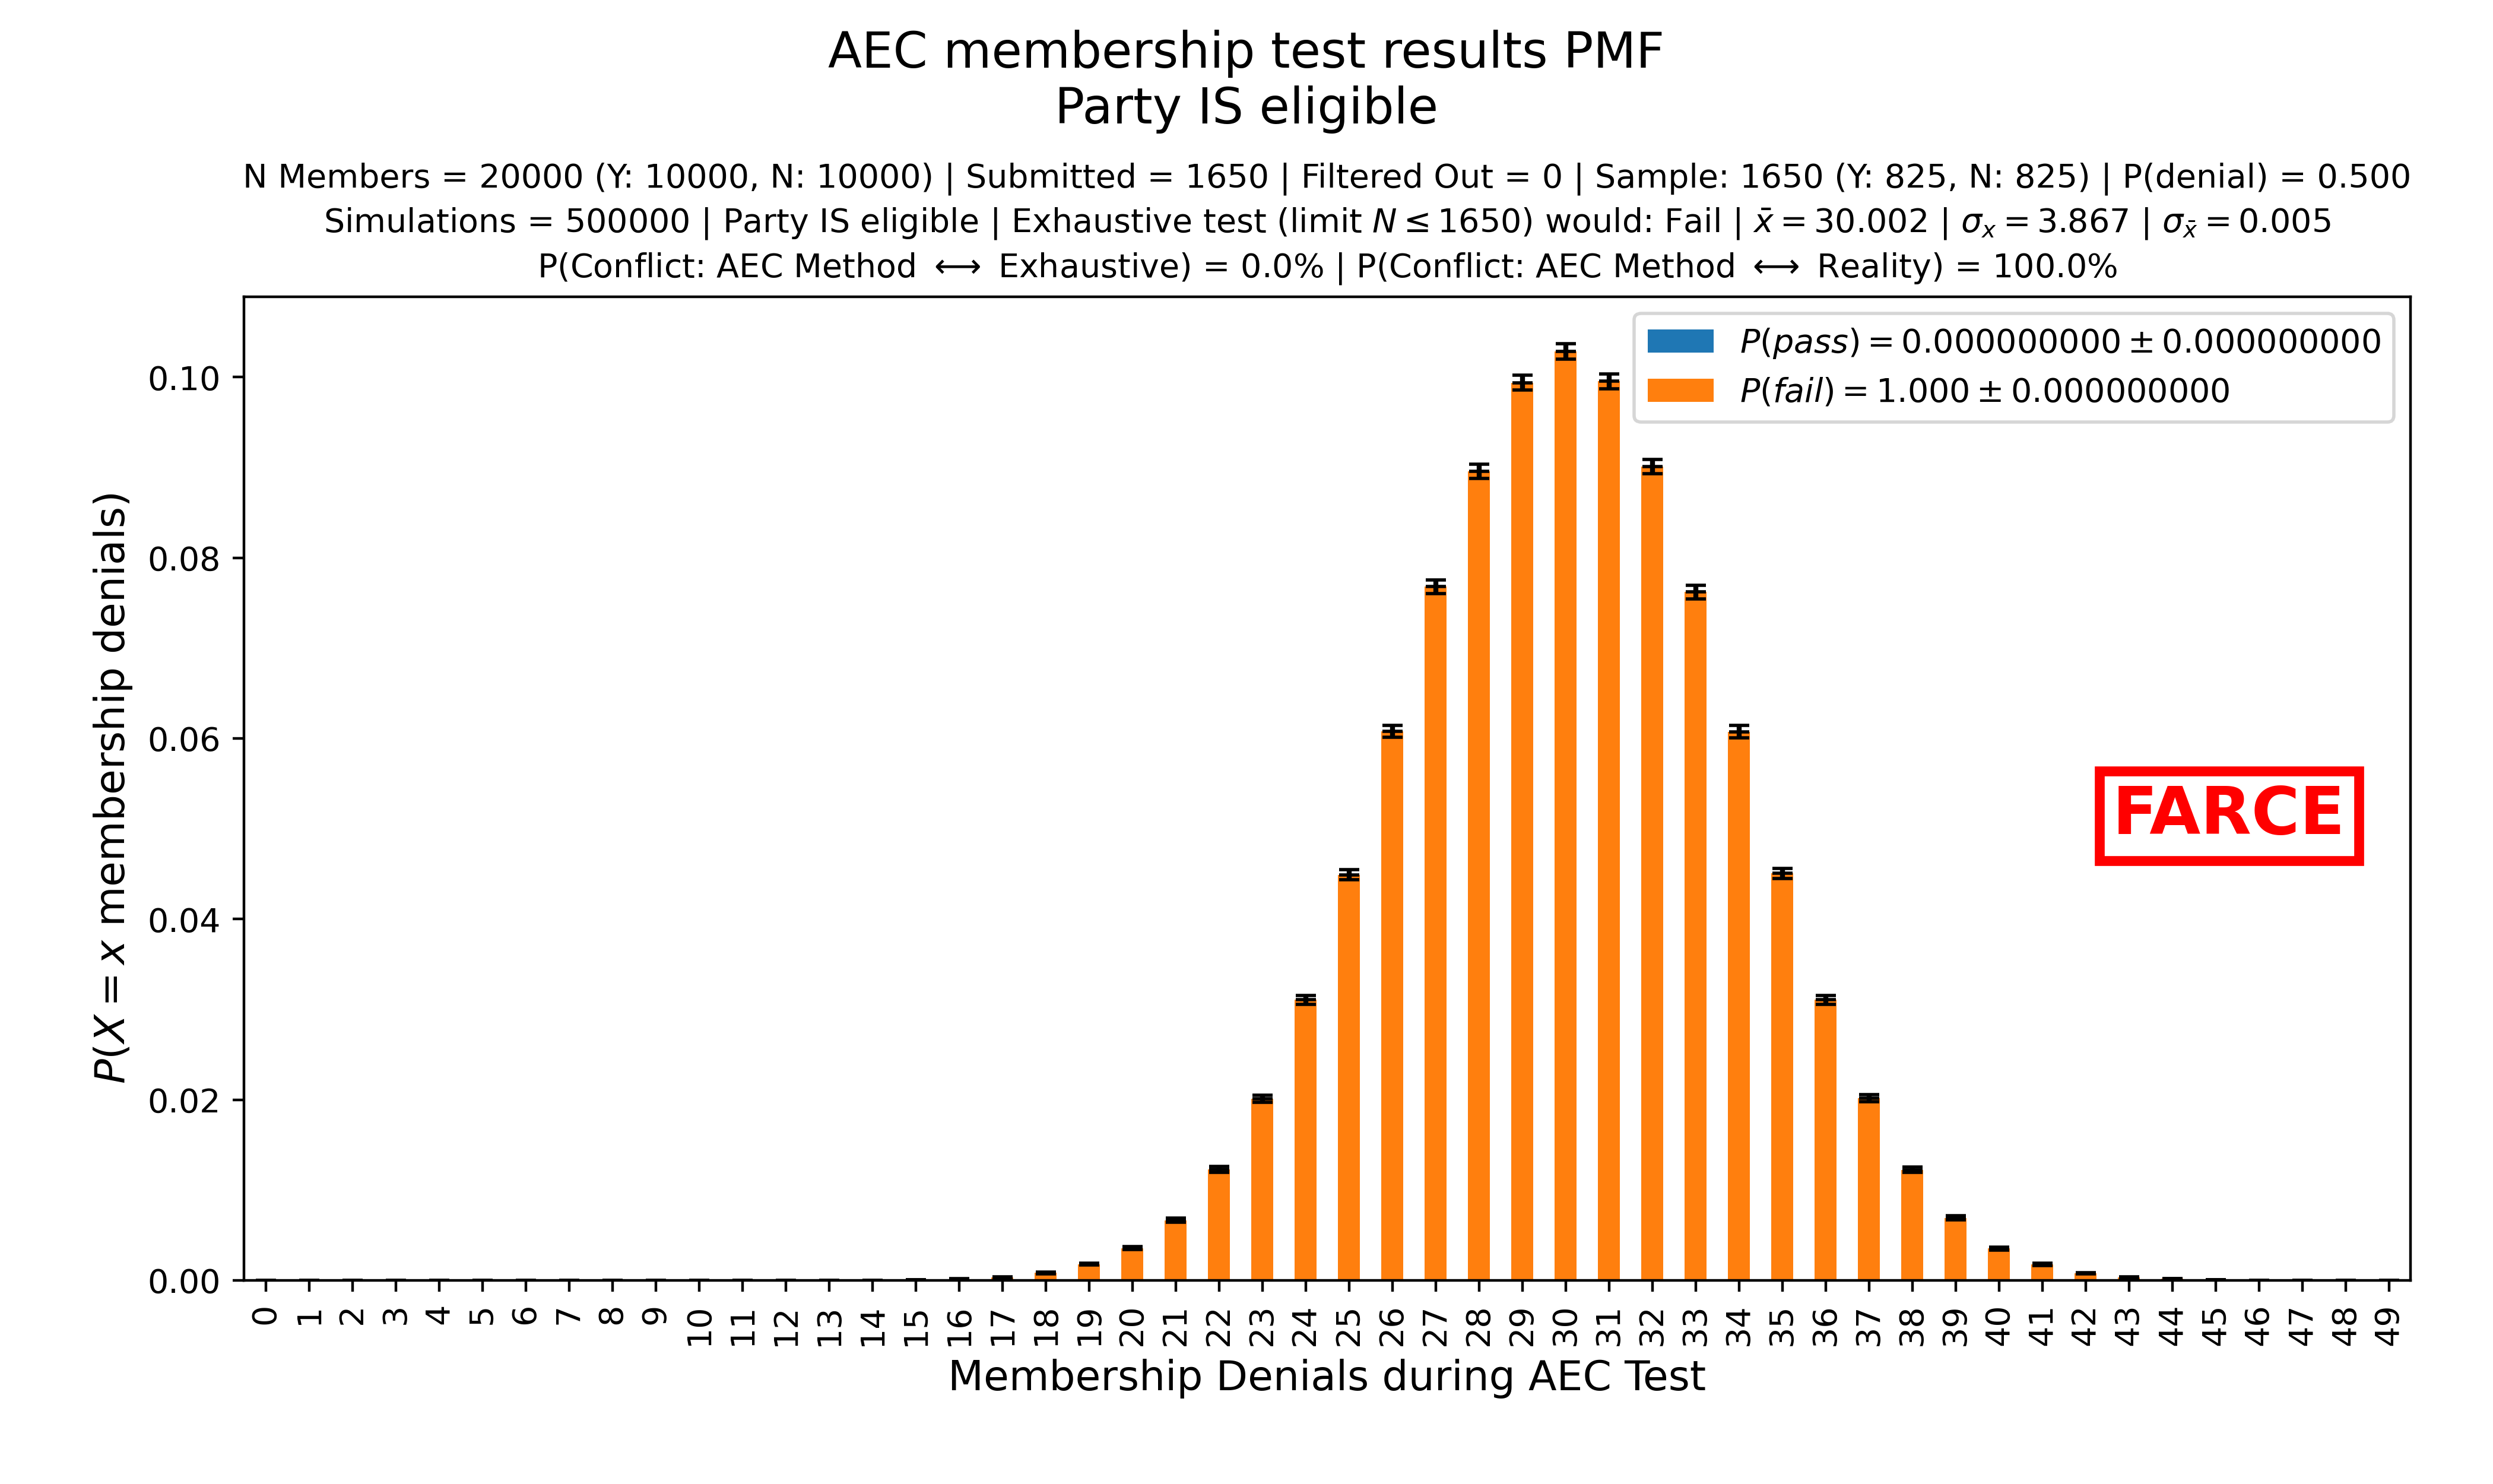 AEC membership test results PMF
Party IS eligible
N Members = 20000 (Y: 10000, N: 10000) | Submitted = 1650 | Filtered Out = 0 | Sample: 1650 (Y: 825, N: 825) | P(denial) = 0.500
Simulations = 500000 | Party IS eligible | Exhaustive test (limit N ≤ 1650) would: Fail | x̄ = 30.002 | σₓ = 3.867 | σ_x̄ = 0.005
P(Conflict: AEC Method ⟷ Exhaustive) = 0.0% | P(Conflict: AEC Method ⟷ Reality) = 100.0%
P(pass) = 0.000000000 ± 0.000000000
P(fail) = 1.000 ± 0.000000000
P(X = x membership denials)
0.10
0.08
0.06
0.04
0.02
0.00
FARCE
0 1 2 3 4 5 6 7 8 9 10 11 12 13 14 15 16 17 18 19 20 21 22 23 24 25 26 27 28 29 30 31 32 33 34 35 36 37 38 39 40 41 42 43 44 45 46 47 48 49
Membership Denials during AEC Test